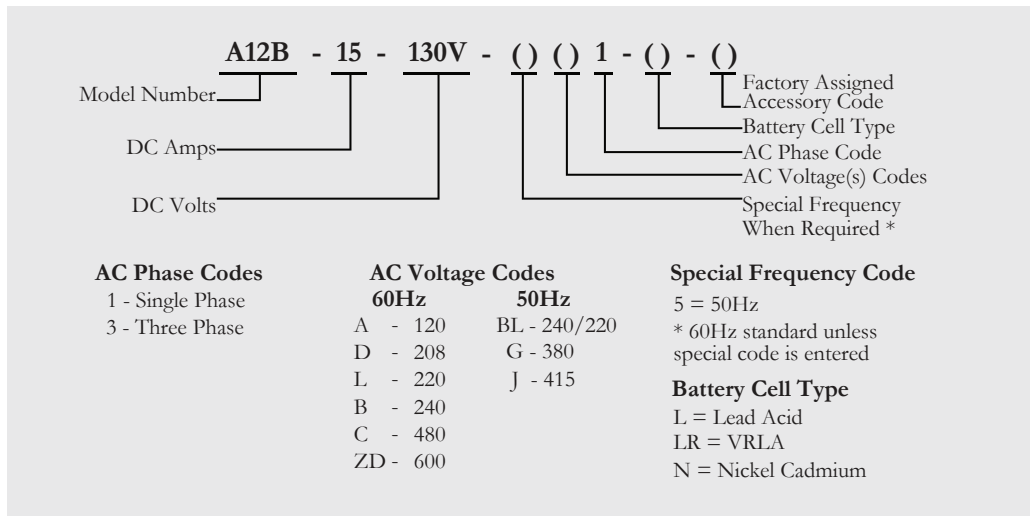 A12B - 15 - 130V - ( ) ( ) 1 - ( ) - ( )
Model Number
DC Amps
DC Volts
Factory Assigned
Accessory Code
Battery Cell Type
AC Phase Code
AC Voltage(s) Codes
Special Frequency
When Required *
AC Phase Codes
1 - Single Phase
3 - Three Phase
AC Voltage Codes
60Hz 50Hz
A - 120 BL - 240/220
D - 208 G - 380
L - 220 J - 415
B - 240
C - 480
ZD - 600
Special Frequency Code
5 = 50Hz
* 60Hz standard unless
special code is entered
Battery Cell Type
L = Lead Acid
LR = VRLA
N = Nickel Cadmium